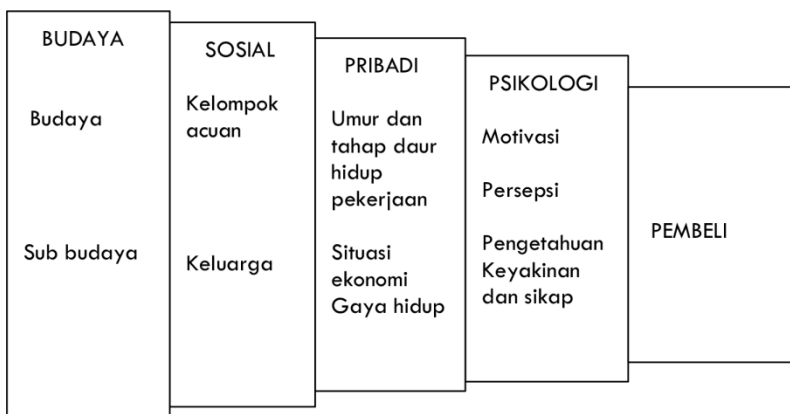 BUDAYA
Budaya
Sub budaya
SOSIAL
Kelompok
acuan
Keluarga
PRIBADI
Umur dan
tahap daur
hidup
pekerjaan
Situasi
ekonomi
Gaya hidup
PSIKOLOGI
Motivasi
Persepsi
Pengetahuan
Keyakinan
dan sikap
PEMBELI